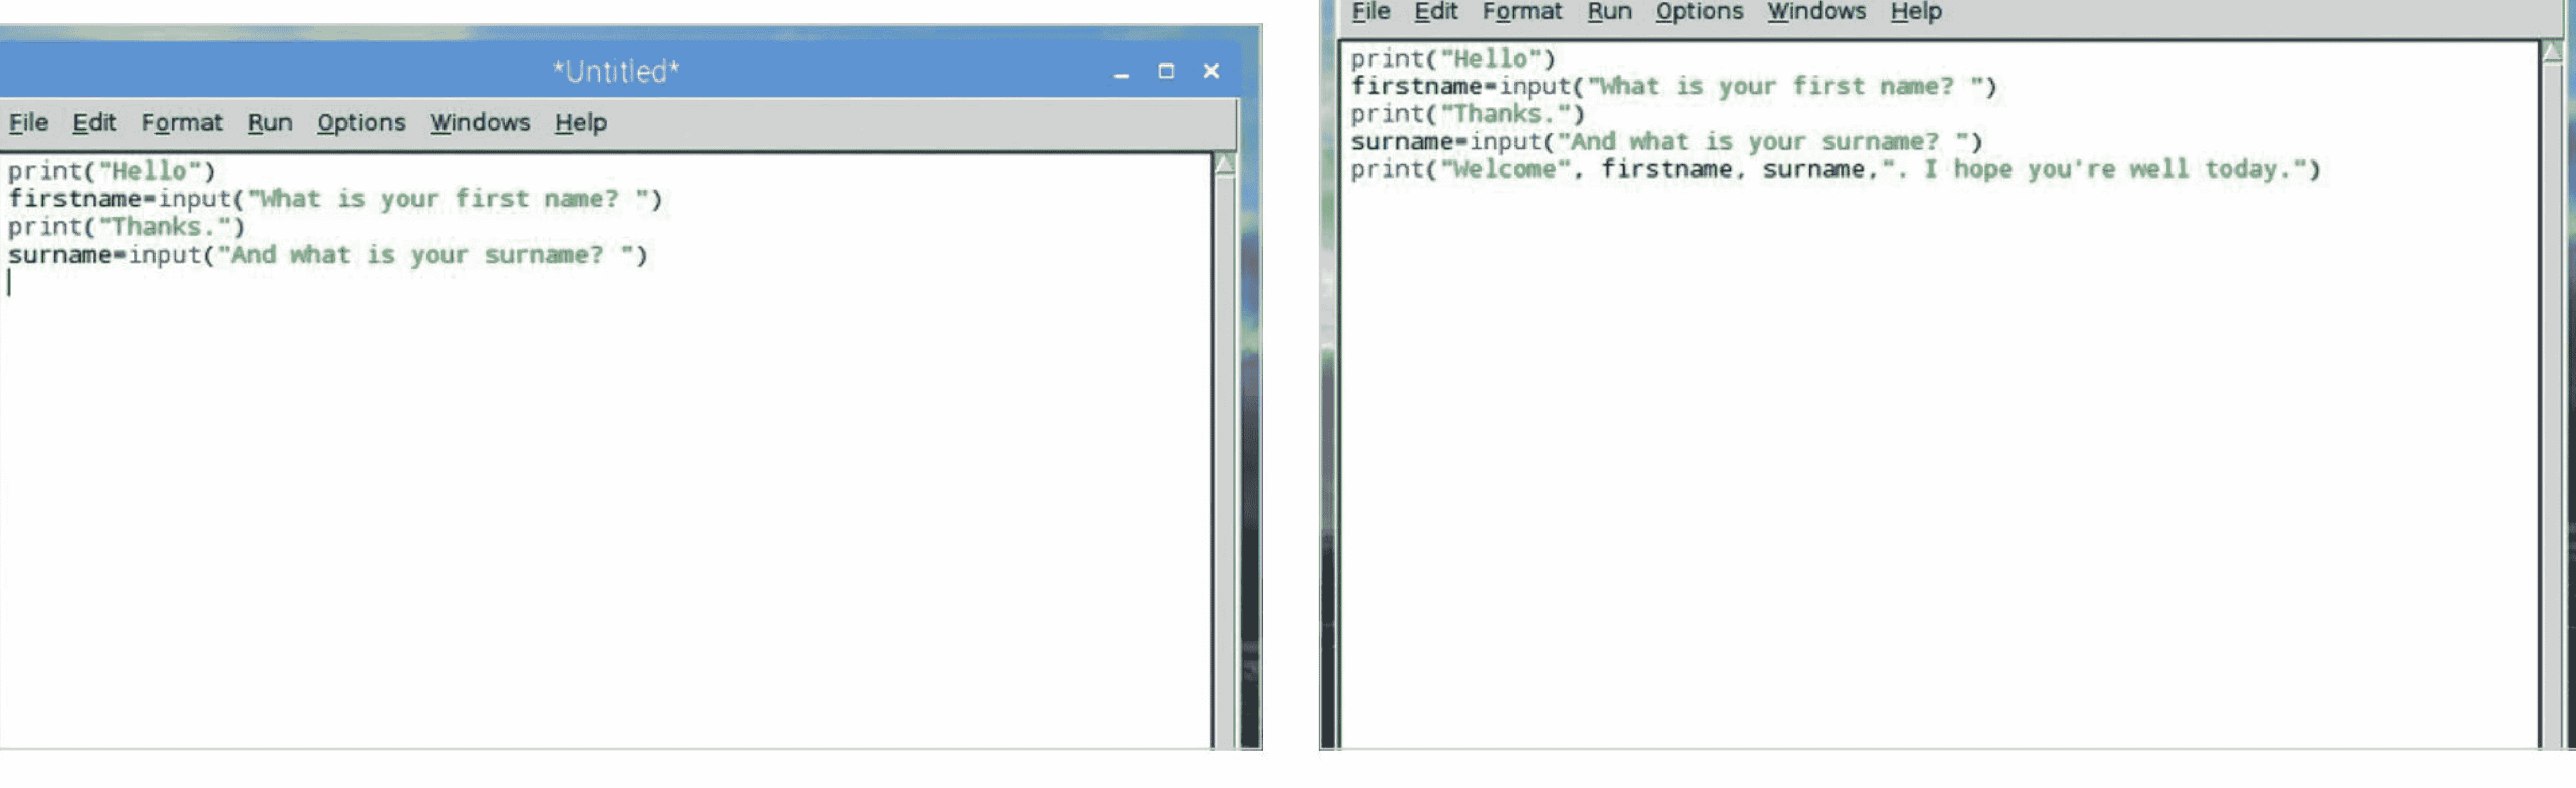 *Untitled*
File Edit Format Run Options Windows Help
print("Hello")
firstname=input("What is your first name? ")
print("Thanks.")
surname=input("And what is your surname? ")
File Edit Format Run Options Windows Help
print("Hello")
firstname=input("What is your first name? ")
print("Thanks.")
surname=input("And what is your surname? ")
print("Welcome", firstname, surname,". I hope you're well today.")